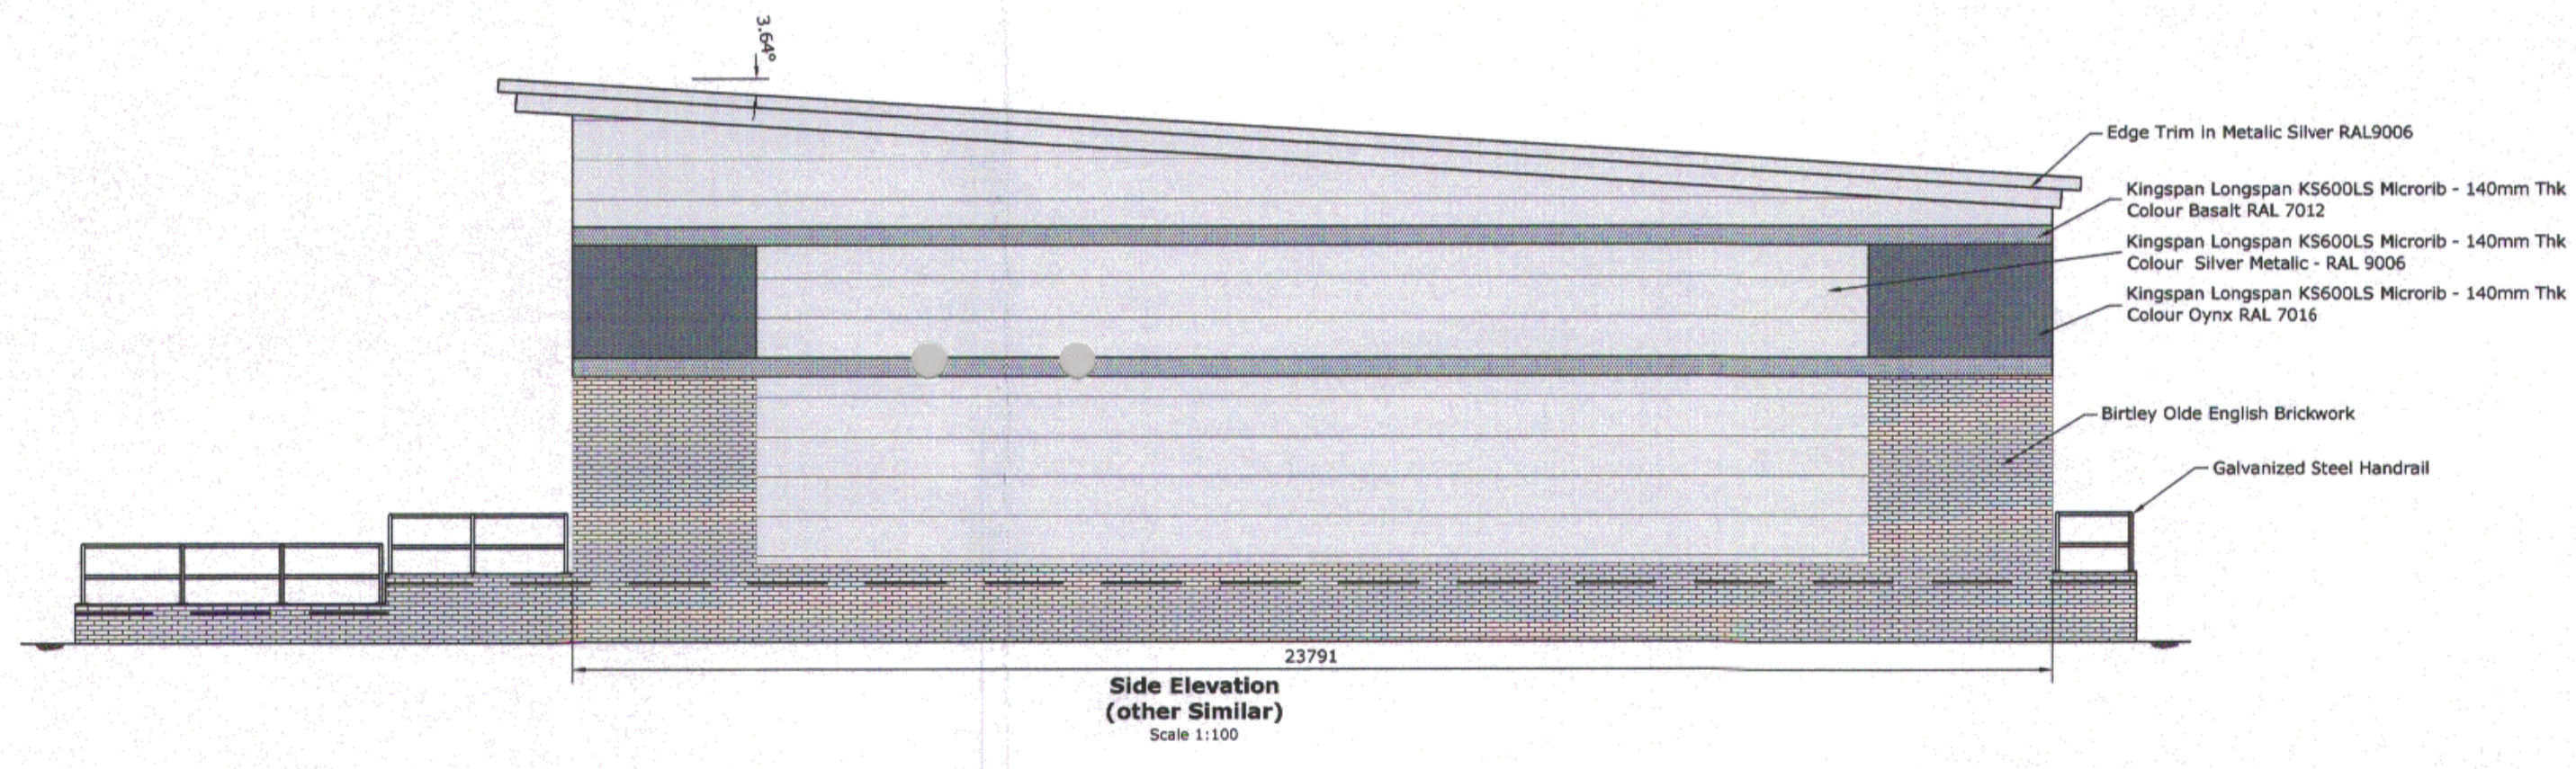 3.64°
Edge Trim in Metalic Silver RAL9006
Kingspan Longspan KS600LS Microrib - 140mm Thk
Colour Basalt RAL 7012
Kingspan Longspan KS600LS Microrib - 140mm Thk
Colour Silver Metalic - RAL 9006
Kingspan Longspan KS600LS Microrib - 140mm Thk
Colour Oynx RAL 7016
Birtley Olde English Brickwork
Galvanized Steel Handrail
23791
Side Elevation
(other Similar)
Scale 1:100